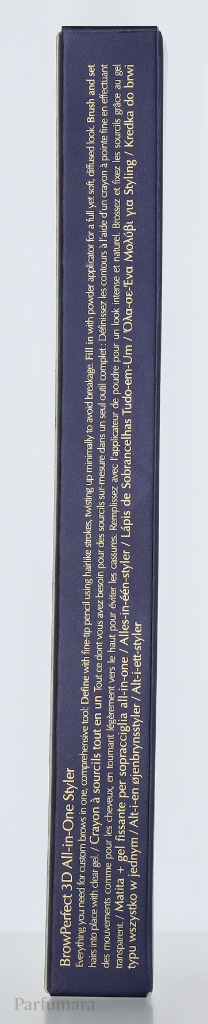 BrowPerfect 3D All-in-One Styler
Everything you need for custom brows in one, comprehensive tool: Define with fine-tip pencil using hairlike strokes, twisting up minimally to avoid breakage. Fill in with powder applicator for a full yet soft, diffused look. Brush and set
hairs into place with clear gel. / Crayon à sourcils tout en un Tout ce dont vous avez besoin pour des sourcils sur-mesure dans un seul outil complet : Définissez les contours à l'aide d'un crayon à pointe fine en effectuant
des mouvements comme pour les cheveux, en tournant légèrement vers le haut pour éviter les cassures. Remplissez avec l'applicateur de poudre pour un look intense et naturel. Brossez et fixez les sourcils grâce au gel
transparent. / Matita + gel fissante per sopracciglia all-in-one / Alles-in-één-styler / Lápis de Sobrancelhas Tudo-em-Um / Όλα-σε-Ένα Μολύβι για Styling / Kredka do brwi
typu wszystko w jednym / Alt-i-en øjenbrynsstyler / Alt-i-ett-styler
Parfumara